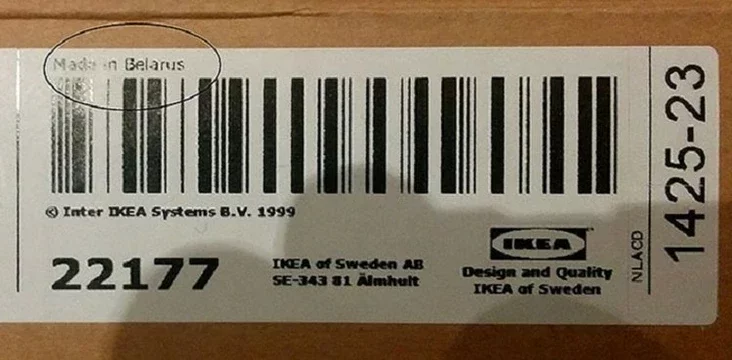 Made in Belarus
© Inter IKEA Systems B.V. 1999
22177
IKEA of Sweden AB
SE-343 81 Älmhult
IKEA
Design and Quality
IKEA of Sweden
NLACD
1425-23